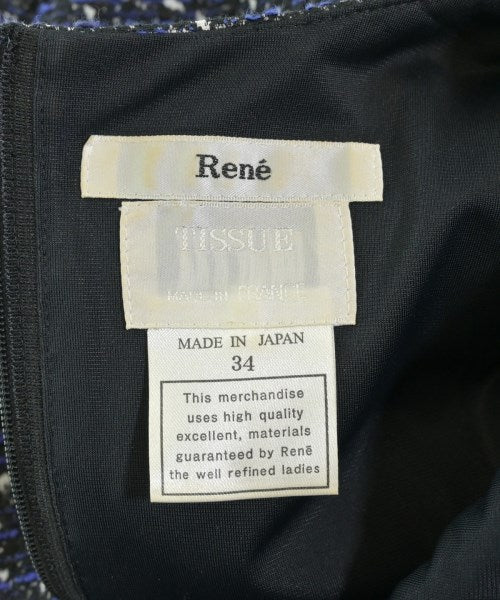 René
TISSUE
MADE IN FRANCE
MADE IN JAPAN
34
This merchandise
uses high quality
excellent, materials
guaranteed by Renē
the well refined ladies